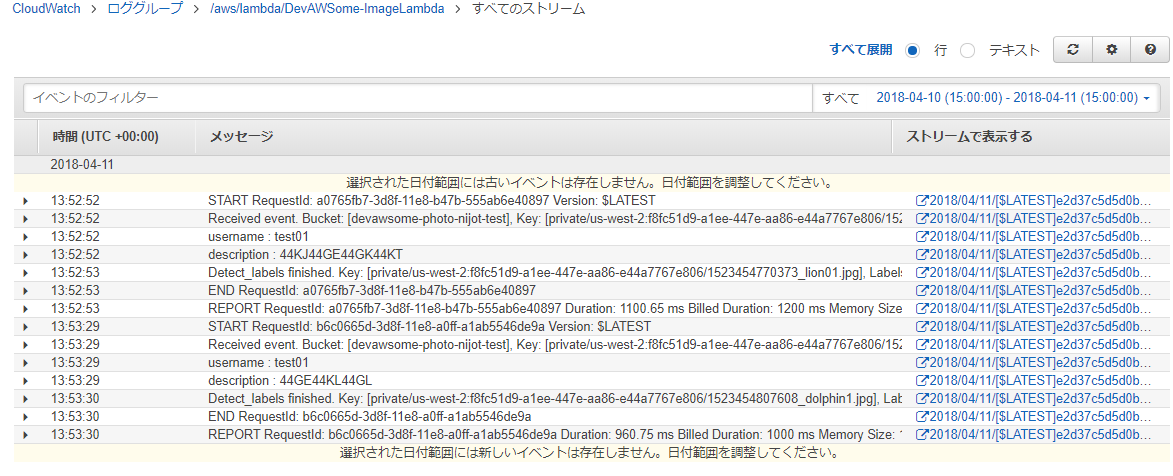 CloudWatch > ロググループ > /aws/lambda/DevAWSome-ImageLambda > すべてのストリーム
すべて展開 行 テキスト
イベントのフィルター すべて 2018-04-10 (15:00:00) - 2018-04-11 (15:00:00)
時間 (UTC +00:00) メッセージ ストリームで表示する
2018-04-11
選択された日付範囲には古いイベントは存在しません。日付範囲を調整してください。
13:52:52 START RequestId: a0765fb7-3d8f-11e8-b47b-555ab6e40897 Version: $LATEST 2018/04/11/[$LATEST]e2d37c5d5d0b...
13:52:52 Received event. Bucket: [devawsome-photo-nijot-test], Key: [private/us-west-2:f8fc51d9-a1ee-447e-aa86-e44a7767e806/152 2018/04/11/[$LATEST]e2d37c5d5d0b...
13:52:52 username : test01 2018/04/11/[$LATEST]e2d37c5d5d0b...
13:52:52 description : 44KJ44GE44GK44KT 2018/04/11/[$LATEST]e2d37c5d5d0b...
13:52:53 Detect_labels finished. Key: [private/us-west-2:f8fc51d9-a1ee-447e-aa86-e44a7767e806/1523454770373_lion01.jpg], Labels 2018/04/11/[$LATEST]e2d37c5d5d0b...
13:52:53 END RequestId: a0765fb7-3d8f-11e8-b47b-555ab6e40897 2018/04/11/[$LATEST]e2d37c5d5d0b...
13:52:53 REPORT RequestId: a0765fb7-3d8f-11e8-b47b-555ab6e40897 Duration: 1100.65 ms Billed Duration: 1200 ms Memory Size 2018/04/11/[$LATEST]e2d37c5d5d0b...
13:53:29 START RequestId: b6c0665d-3d8f-11e8-a0ff-a1ab5546de9a Version: $LATEST 2018/04/11/[$LATEST]e2d37c5d5d0b...
13:53:29 Received event. Bucket: [devawsome-photo-nijot-test], Key: [private/us-west-2:f8fc51d9-a1ee-447e-aa86-e44a7767e806/152 2018/04/11/[$LATEST]e2d37c5d5d0b...
13:53:29 username : test01 2018/04/11/[$LATEST]e2d37c5d5d0b...
13:53:29 description : 44GE44KL44GL 2018/04/11/[$LATEST]e2d37c5d5d0b...
13:53:30 Detect_labels finished. Key: [private/us-west-2:f8fc51d9-a1ee-447e-aa86-e44a7767e806/1523454807608_dolphin1.jpg], Lab 2018/04/11/[$LATEST]e2d37c5d5d0b...
13:53:30 END RequestId: b6c0665d-3d8f-11e8-a0ff-a1ab5546de9a 2018/04/11/[$LATEST]e2d37c5d5d0b...
13:53:30 REPORT RequestId: b6c0665d-3d8f-11e8-a0ff-a1ab5546de9a Duration: 960.75 ms Billed Duration: 1000 ms Memory Size: 2018/04/11/[$LATEST]e2d37c5d5d0b...
選択された日付範囲には新しいイベントは存在しません。日付範囲を調整してください。